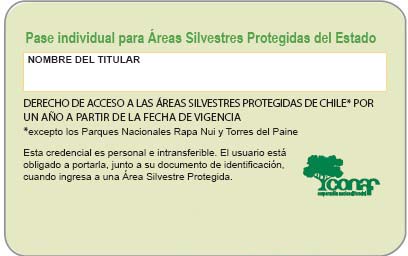 Pase individual para Áreas Silvestres Protegidas del Estado
NOMBRE DEL TITULAR
DERECHO DE ACCESO A LAS ÁREAS SILVESTRES PROTEGIDAS DE CHILE* POR
UN AÑO A PARTIR DE LA FECHA DE VIGENCIA
*excepto los Parques Nacionales Rapa Nui y Torres del Paine
Esta credencial es personal e intransferible. El usuario está
obligado a portarla, junto a su documento de identificación,
cuando ingresa a una Área Silvestre Protegida.
conaf